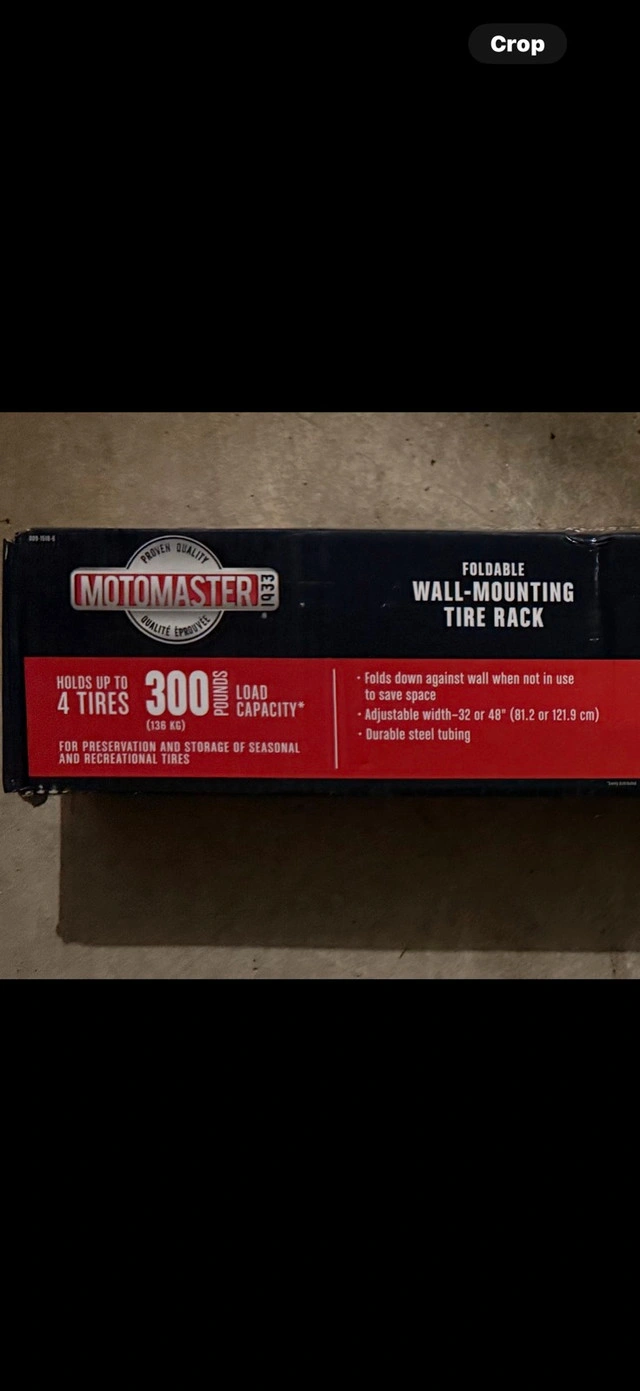 Crop
PROVEN QUALITY
MOTOMASTER
1933
®
QUALITÉ ÉPROUVÉE
FOLDABLE
WALL-MOUNTING
TIRE RACK
HOLDS UP TO
4 TIRES
300
POUNDS
(136 KG)
LOAD
CAPACITY*
FOR PRESERVATION AND STORAGE OF SEASONAL
AND RECREATIONAL TIRES
· Folds down against wall when not in use
to save space
· Adjustable width–32 or 48" (81.2 or 121.9 cm)
· Durable steel tubing